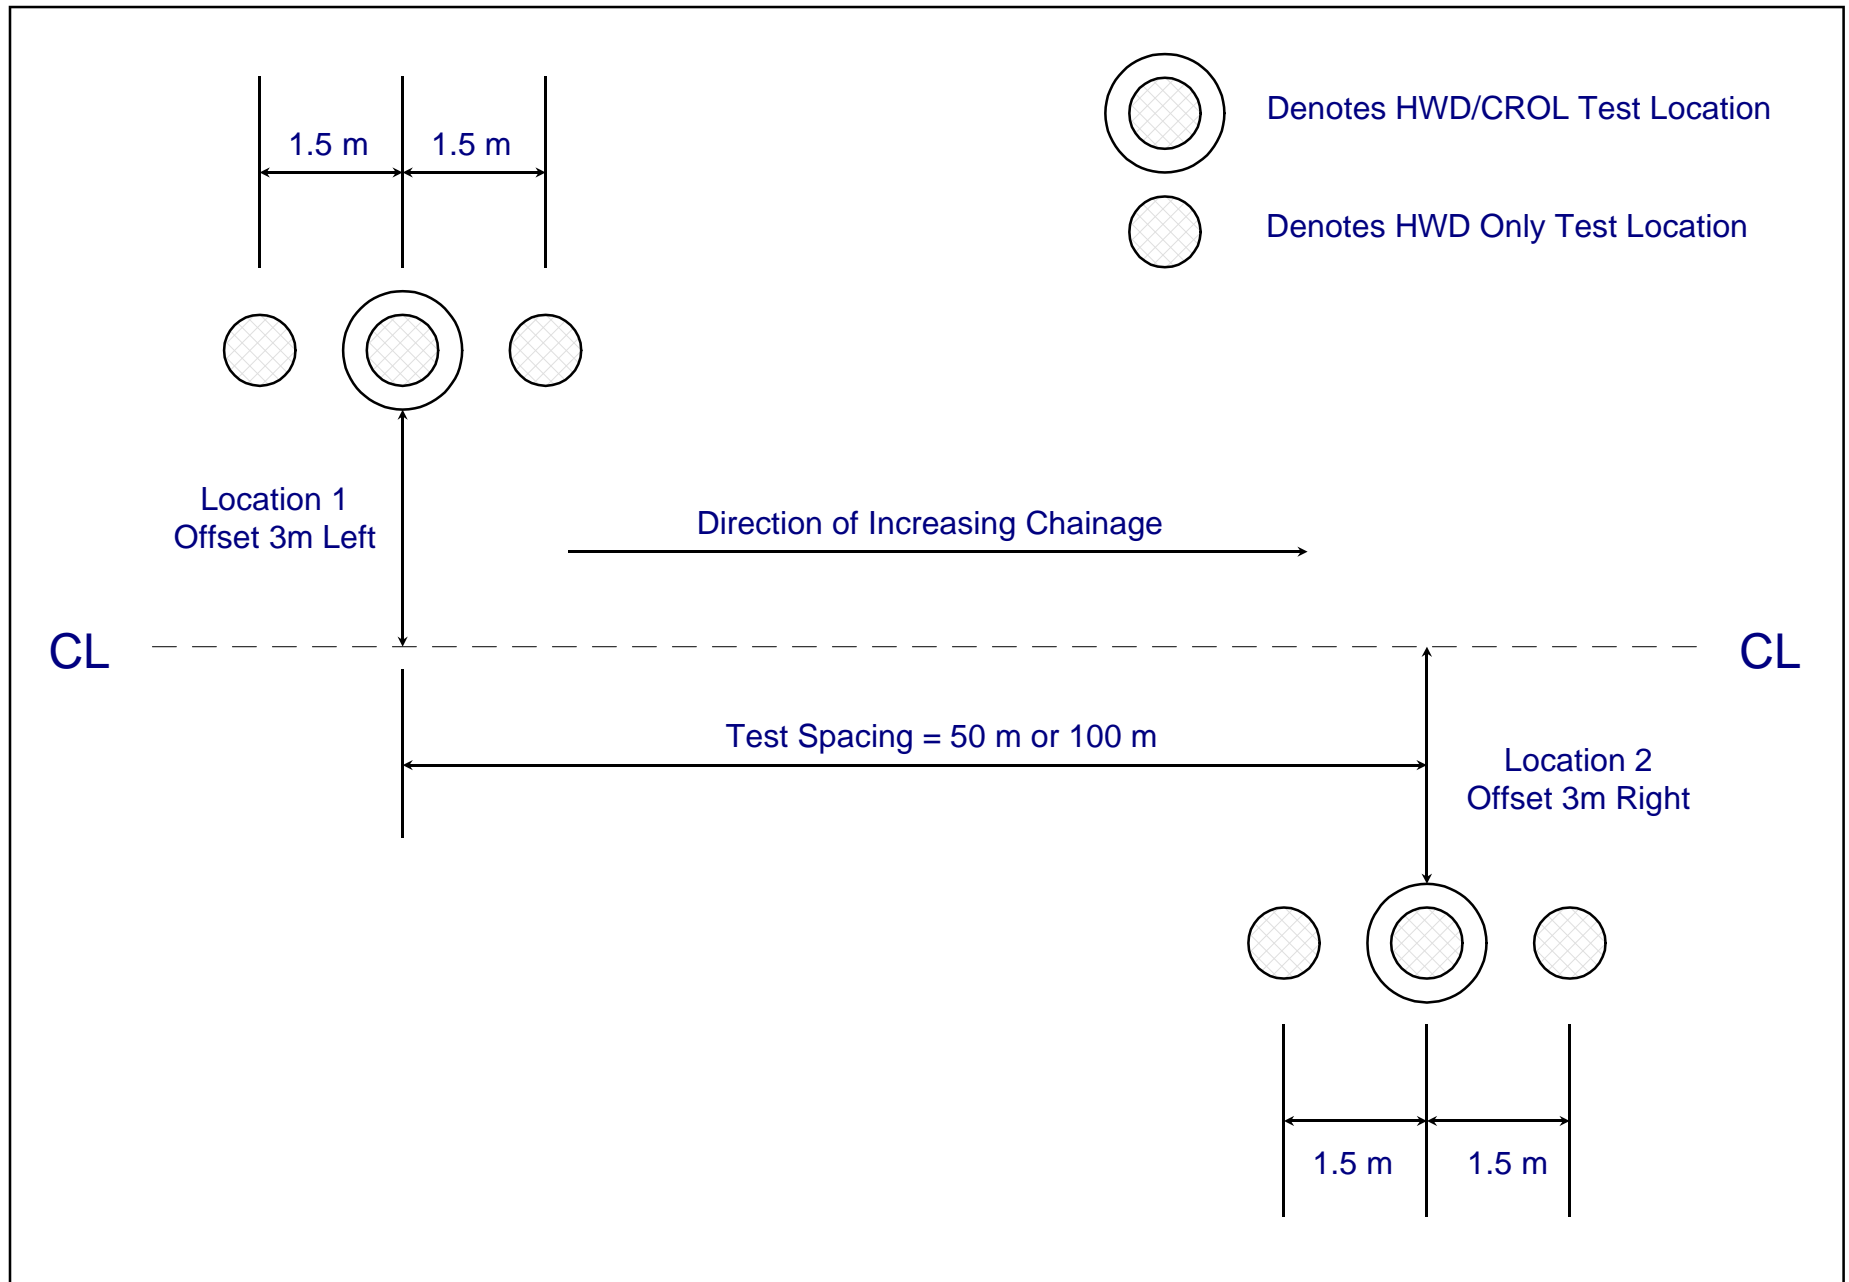 Denotes HWD/CROL Test Location
1.5 m 1.5 m
Denotes HWD Only Test Location
Location 1
Offset 3m Left
Direction of Increasing Chainage
CL CL
Test Spacing = 50 m or 100 m
Location 2
Offset 3m Right
1.5 m 1.5 m